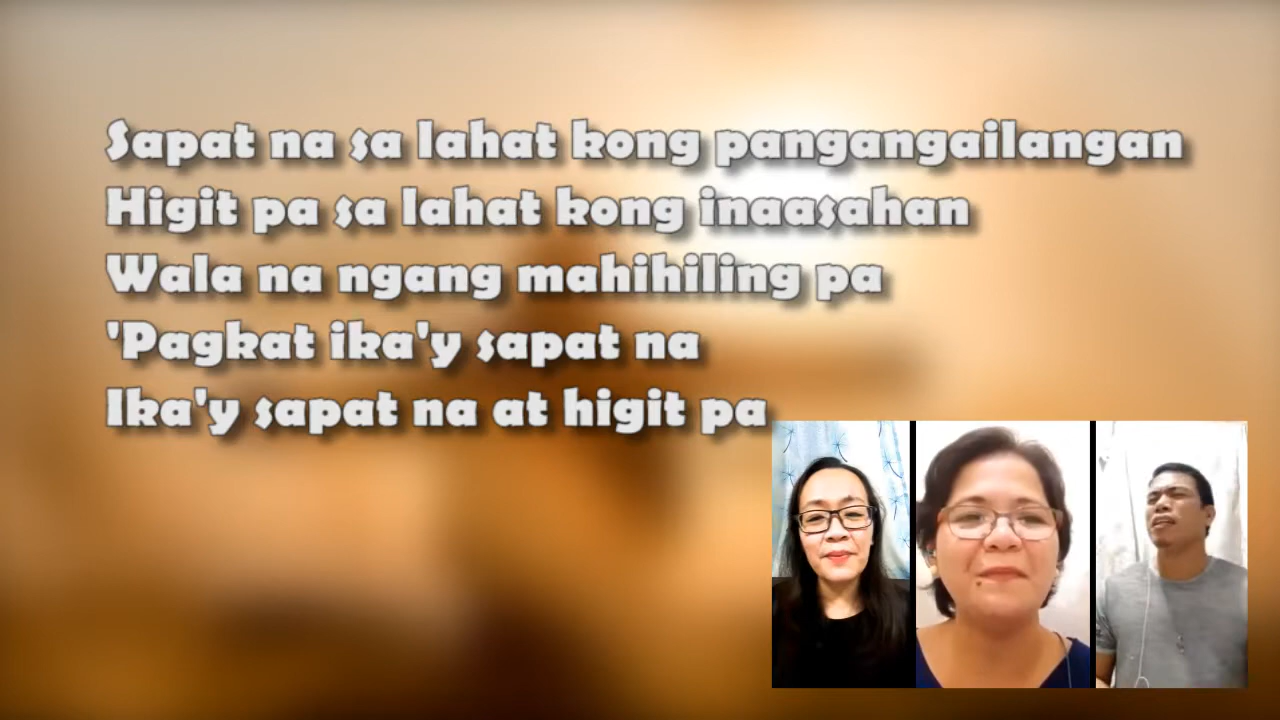 Sapat na sa lahat kong pangangailangan
Higit pa sa lahat kong inaasahan
Wala na ngang mahihiling pa
'Pagkat ika'y sapat na
Ika'y sapat na at higit pa